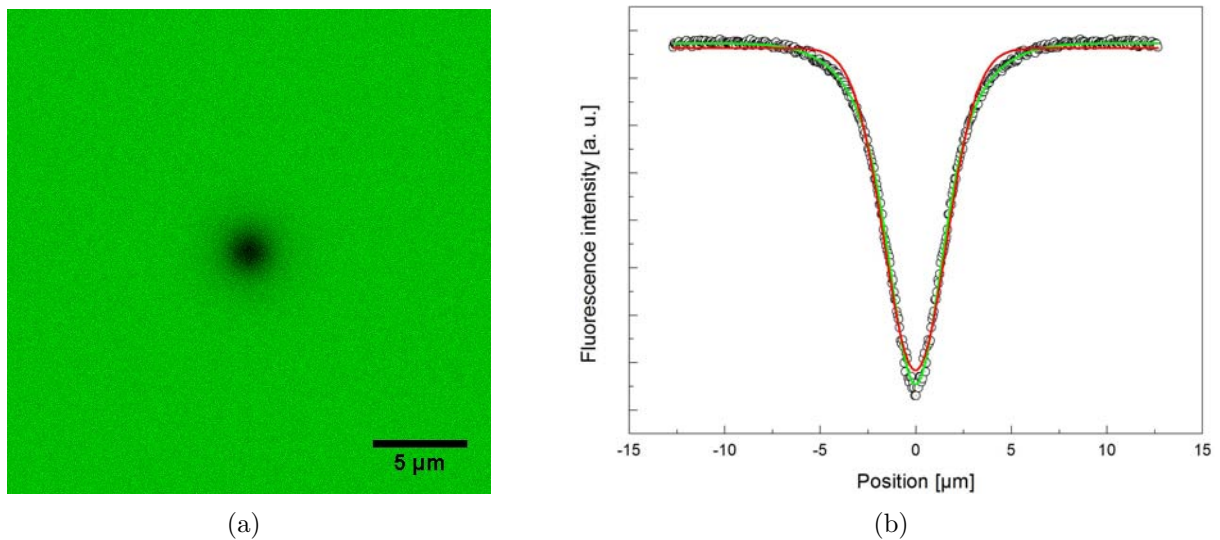 5 µm
Fluorescence intensity [a. u.]
-15 -10 -5 0 5 10 15
Position [µm]
(a)
(b)